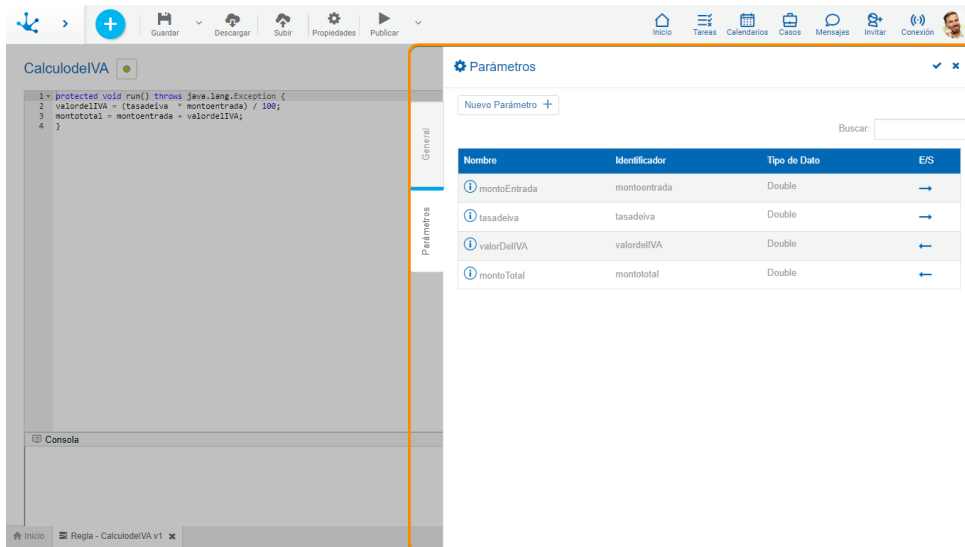 Guardar
Descargar
Subir
Propiedades
Publicar
Inicio
Tareas
Calendarios
Casos
Mensajes
Invitar
Conexión
CalculodeIVA
1 protected void run() throws java.lang.Exception {
2 valordelIVA = (tasadeiva * montoentrada) / 100;
3 montototal = montoentrada + valordelIVA;
4 }
General
Parámetros
Parámetros
Nuevo Parámetro +
Buscar:
Nombre Identificador Tipo de Dato E/S
montoEntrada montoentrada Double
tasadeiva tasadeiva Double
valorDelIVA valordelIVA Double
montoTotal montototal Double
Consola
inicio
Regla - CalculodeIVA v1